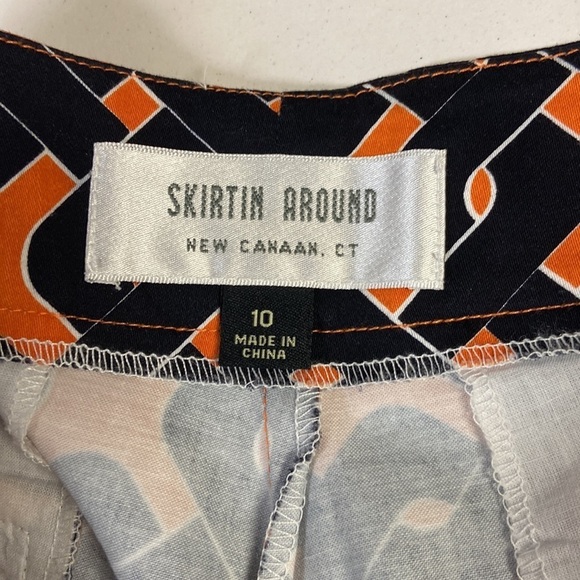 SKIRTIN AROUND
NEW CANAAN, CT
10
MADE IN
CHINA